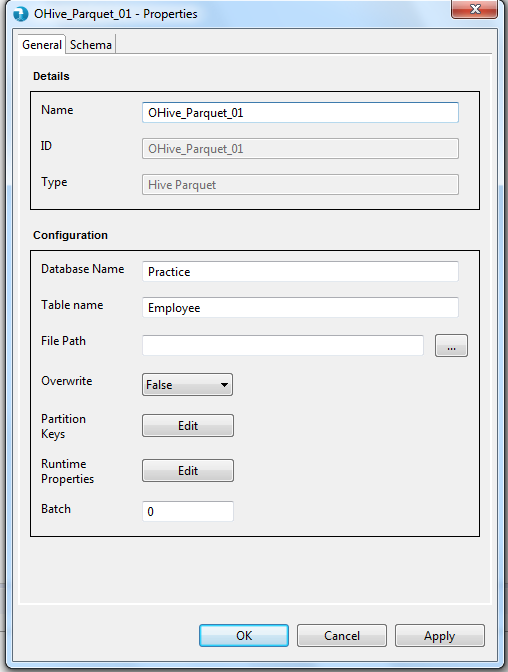 OHive_Parquet_01 - Properties
General Schema
Details
Name OHive_Parquet_01
ID OHive_Parquet_01
Type Hive Parquet
Configuration
Database Name Practice
Table name Employee
File Path ...
Overwrite False
Partition
Keys Edit
Runtime
Properties Edit
Batch 0
OK Cancel Apply